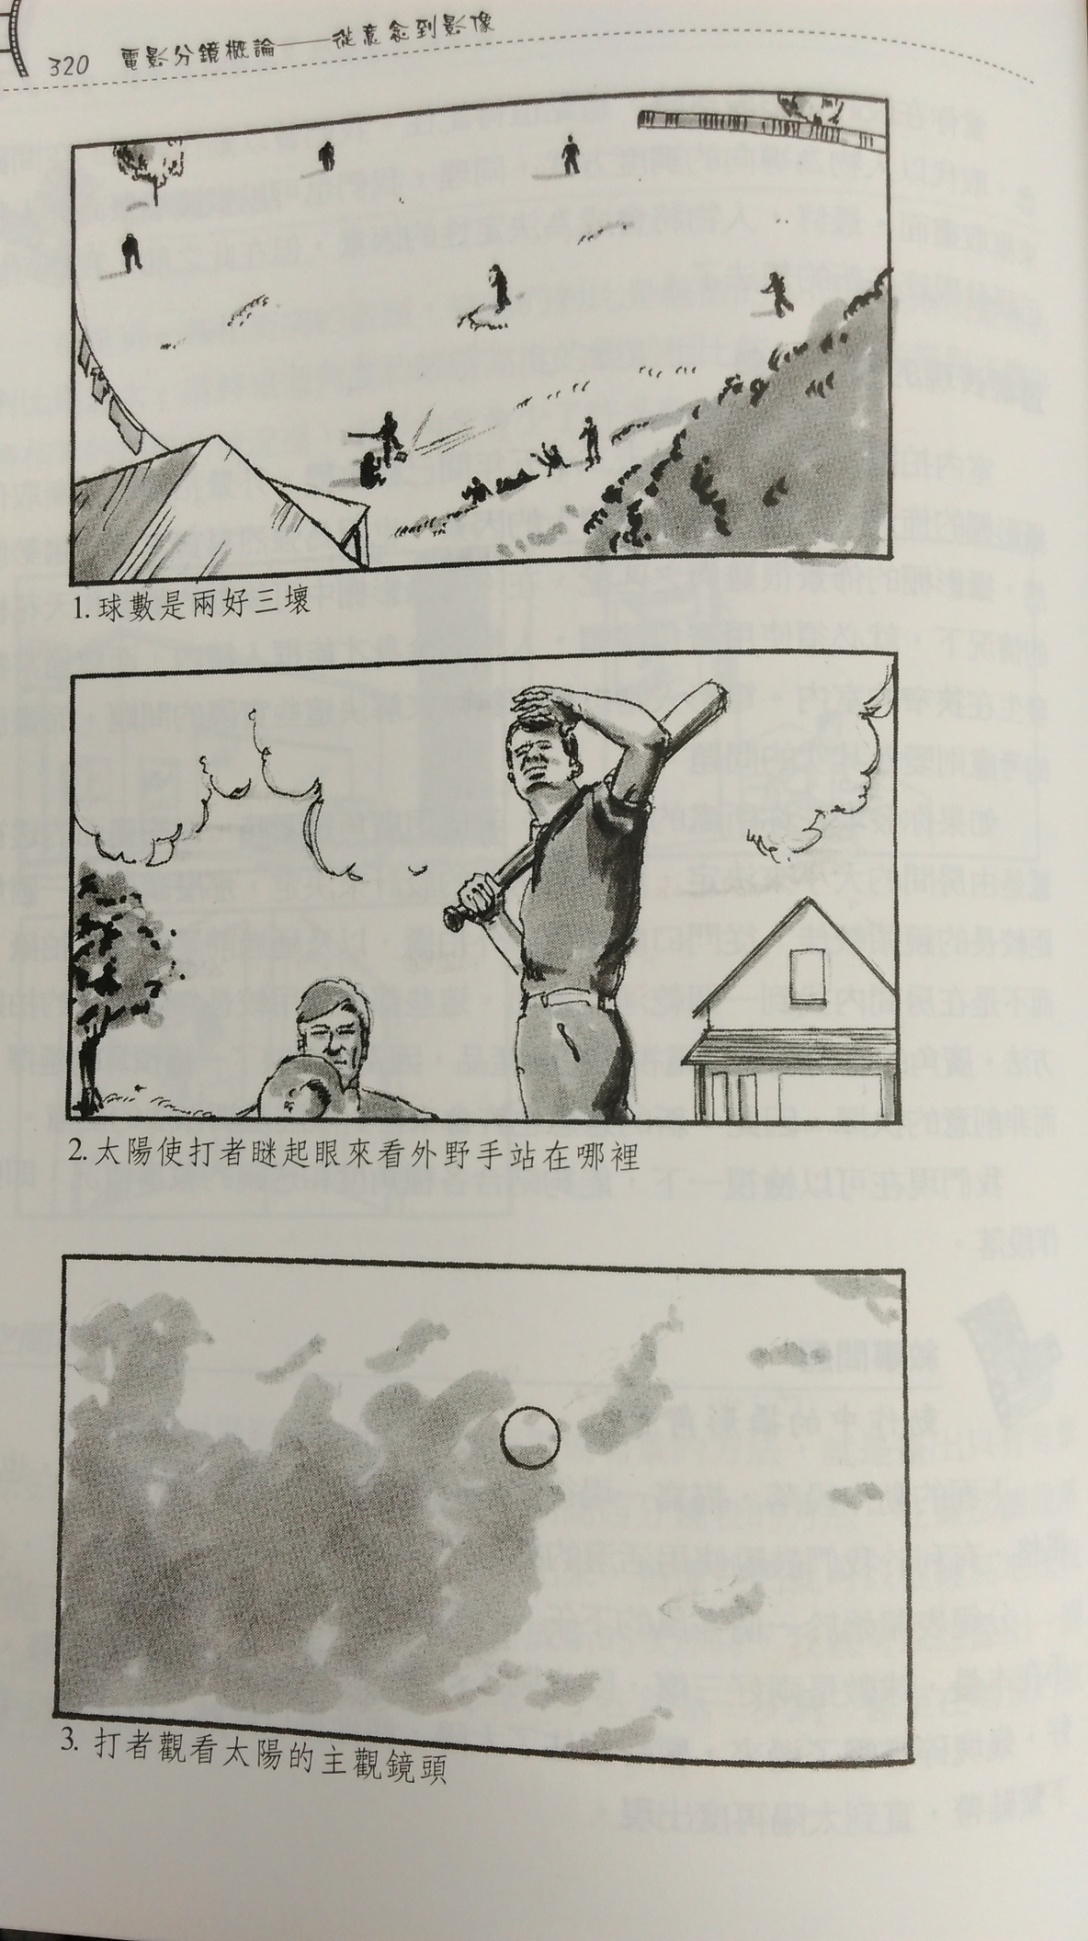 320 電影分鏡概論——從意念到影像
1. 球數是兩好三壞
2. 太陽使打者瞇起眼來看外野手站在哪裡
3. 打者觀看太陽的主觀鏡頭